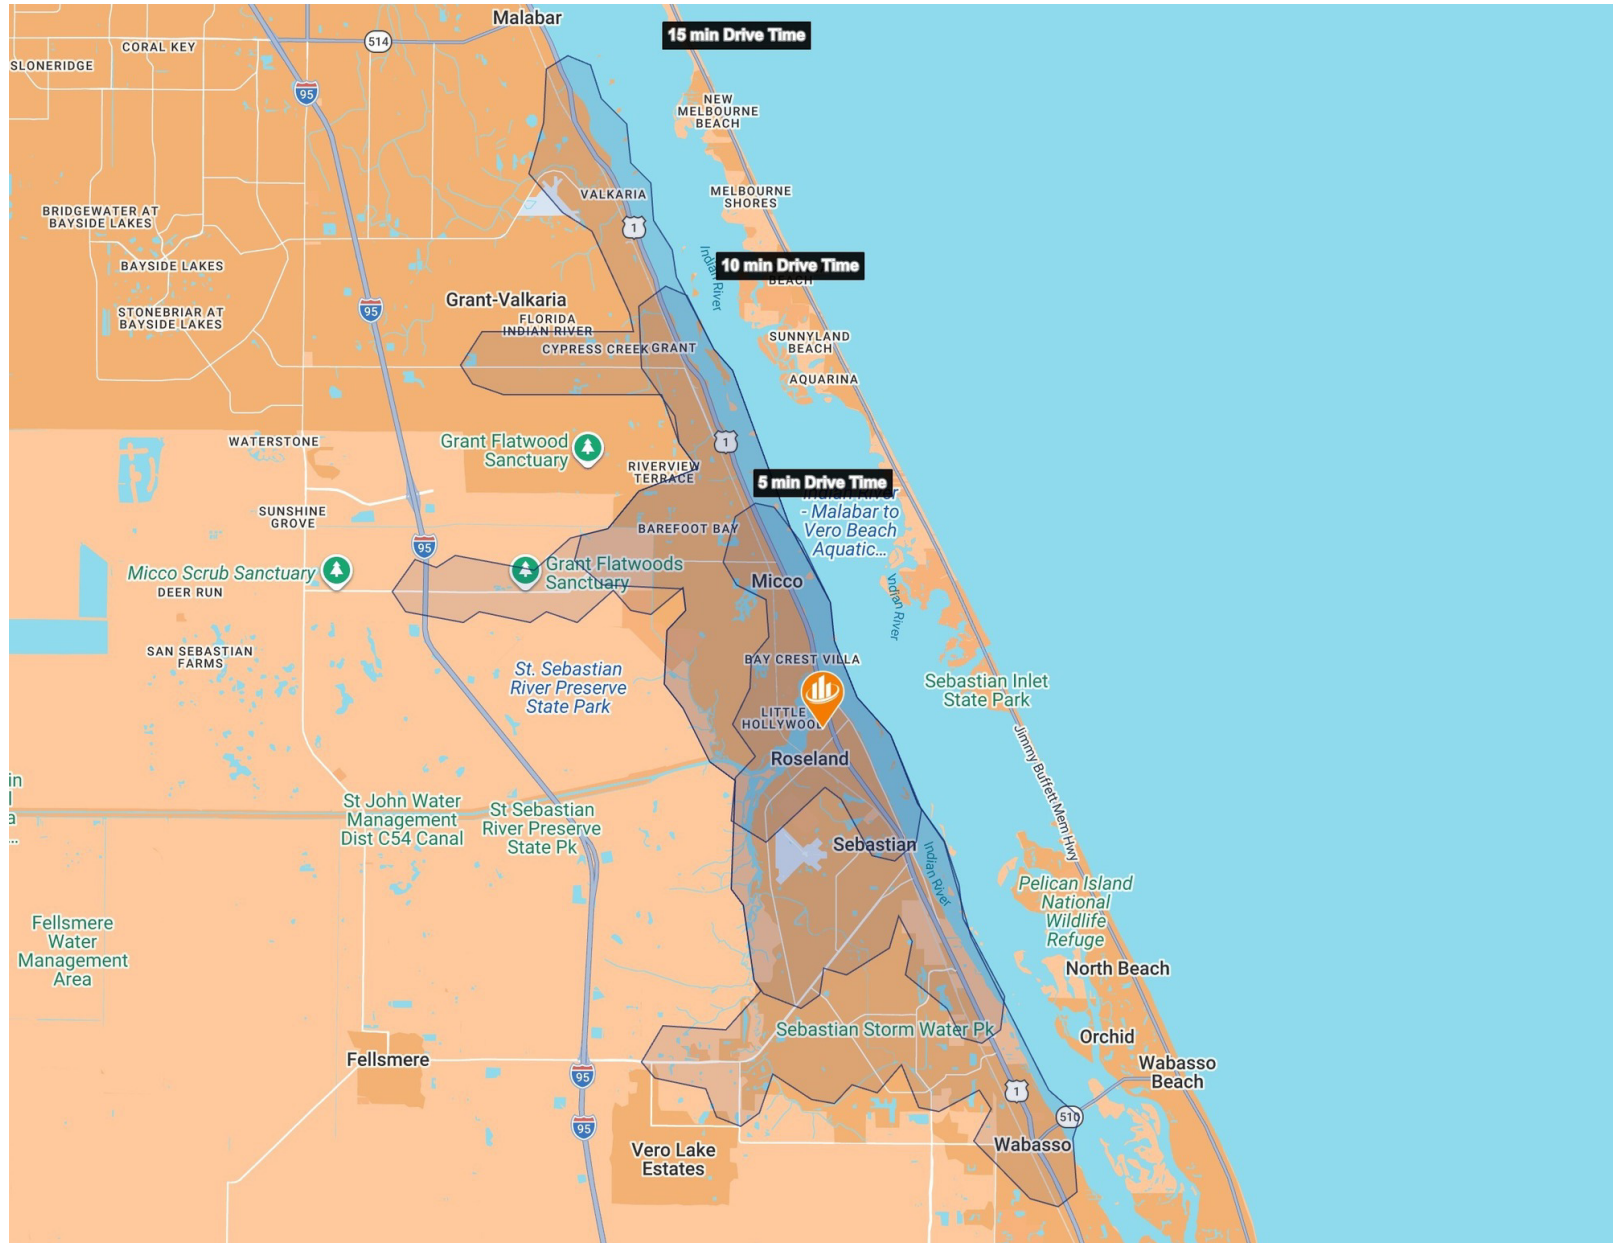 Malabar
15 min Drive Time
514
CORAL KEY
SLONERIDGE
95
NEW
MELBOURNE
BEACH
MELBOURNE
SHORES
VALKARIA
BRIDGEWATER AT
BAYSIDE LAKES
1
BAYSIDE LAKES
Indian River
10 min Drive Time
BEACH
Grant-Valkaria
95
STONEBRIAR AT
BAYSIDE LAKES
FLORIDA
INDIAN RIVER
CYPRESS CREEK
GRANT
SUNNYLAND
BEACH
AQUARINA
WATERSTONE
Grant Flatwood
Sanctuary
1
RIVERVIEW
TERRACE
5 min Drive Time
Indian River
- Malabar to
Vero Beach
Aquatic...
SUNSHINE
GROVE
BAREFOOT BAY
95
Micco Scrub Sanctuary
Grant Flatwoods
Sanctuary
Micco
DEER RUN
Indian River
SAN SEBASTIAN
FARMS
BAY CREST VILLA
St. Sebastian
River Preserve
State Park
Sebastian Inlet
State Park
LITTLE
HOLLYWOOD
Jimmy Buffett Mem Hwy
Roseland
in
l
a
...
St John Water
Management
Dist C54 Canal
St Sebastian
River Preserve
State Pk
Sebastian
Indian River
Pelican Island
National
Wildlife
Refuge
Fellsmere
Water
Management
Area
North Beach
Sebastian Storm Water Pk
Orchid
Fellsmere
Wabasso
Beach
95
1
510
95
Wabasso
Vero Lake
Estates